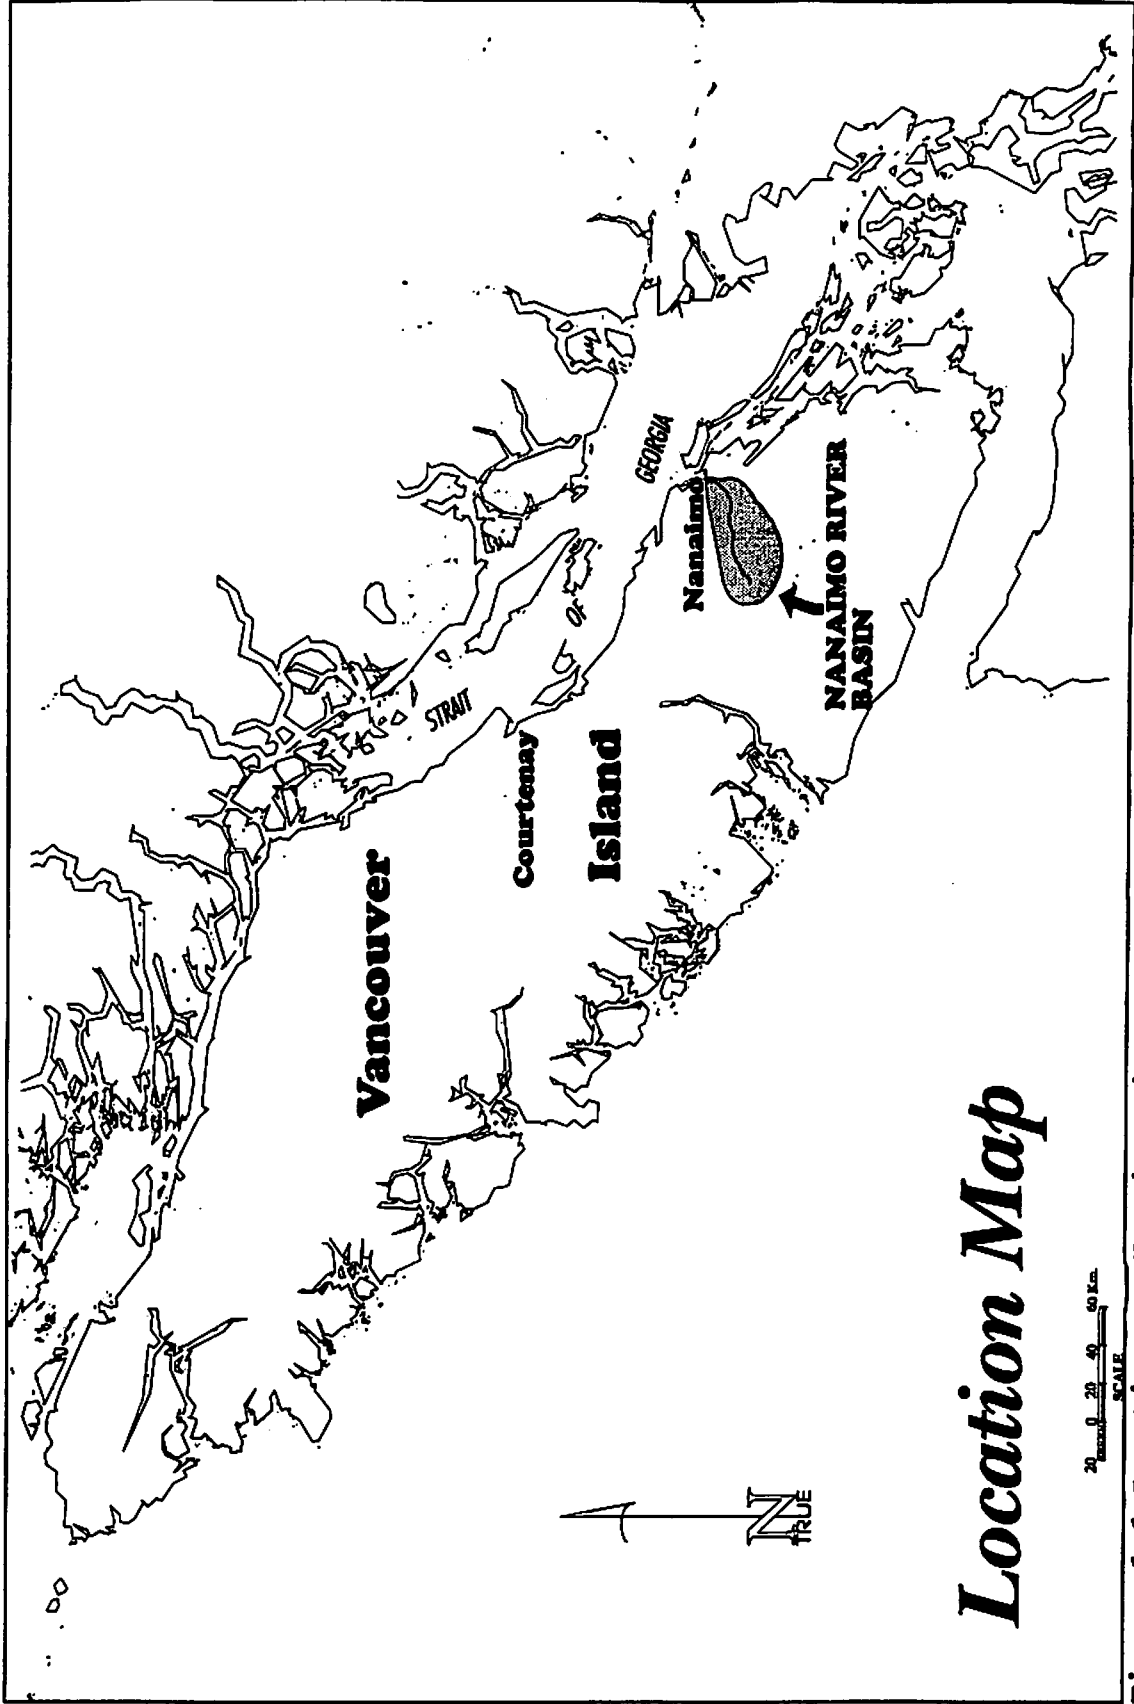 Vancouver
Island
Courtenay
STRAIT
OF
GEORGIA
Nanaimo
NANAIMO RIVER
BASIN
N
TRUE
Location Map
20 0 20 40 60 Km
SCALE